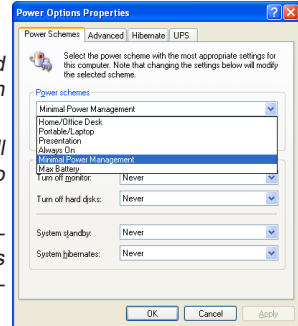 Power Options Properties
Power Schemes Advanced Hibernate UPS
Select the power scheme with the most appropriate settings for
this computer. Note that changing the settings below will modify
the selected scheme.
Power schemes
Minimal Power Management
Home/Office Desk
Portable/Laptop
Presentation
Always On
Minimal Power Management
Max Battery
Turn off monitor: Never
Turn off hard disks: Never
System standby: Never
System hibernates: Never
OK Cancel Apply